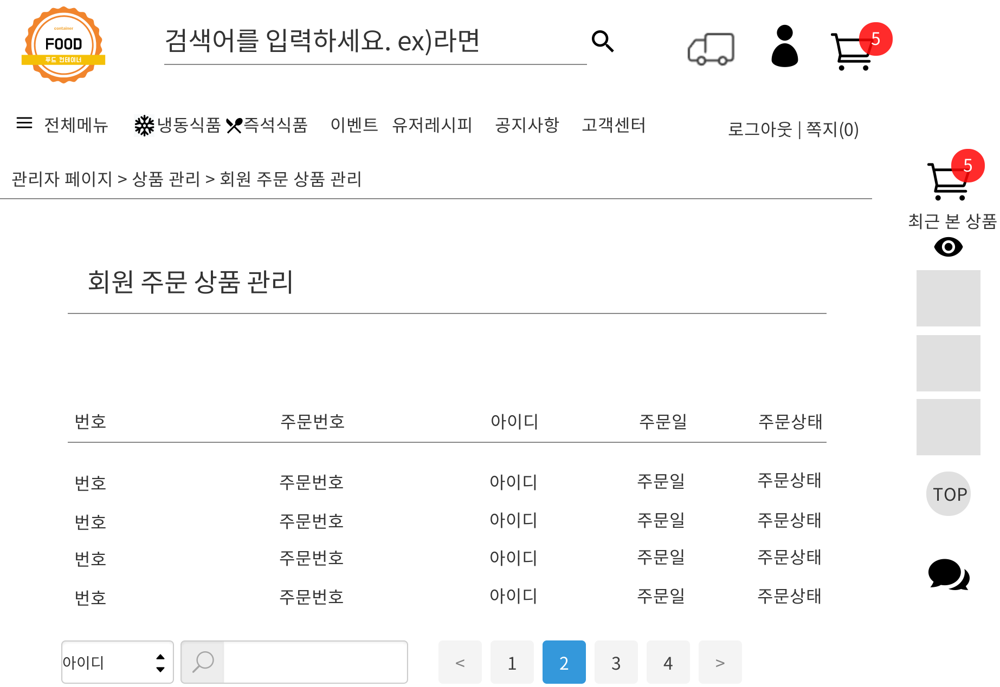 container
FOOD
푸드 컨테이너
검색어를 입력하세요. ex)라면
5
전체메뉴 냉동식품 즉석식품 이벤트 유저레시피 공지사항 고객센터
로그아웃 | 쪽지(0)
관리자 페이지 > 상품 관리 > 회원 주문 상품 관리
5
최근 본 상품
회원 주문 상품 관리
번호 주문번호 아이디 주문일 주문상태
번호 주문번호 아이디 주문일 주문상태
번호 주문번호 아이디 주문일 주문상태
번호 주문번호 아이디 주문일 주문상태
번호 주문번호 아이디 주문일 주문상태
TOP
아이디
< 1 2 3 4 >